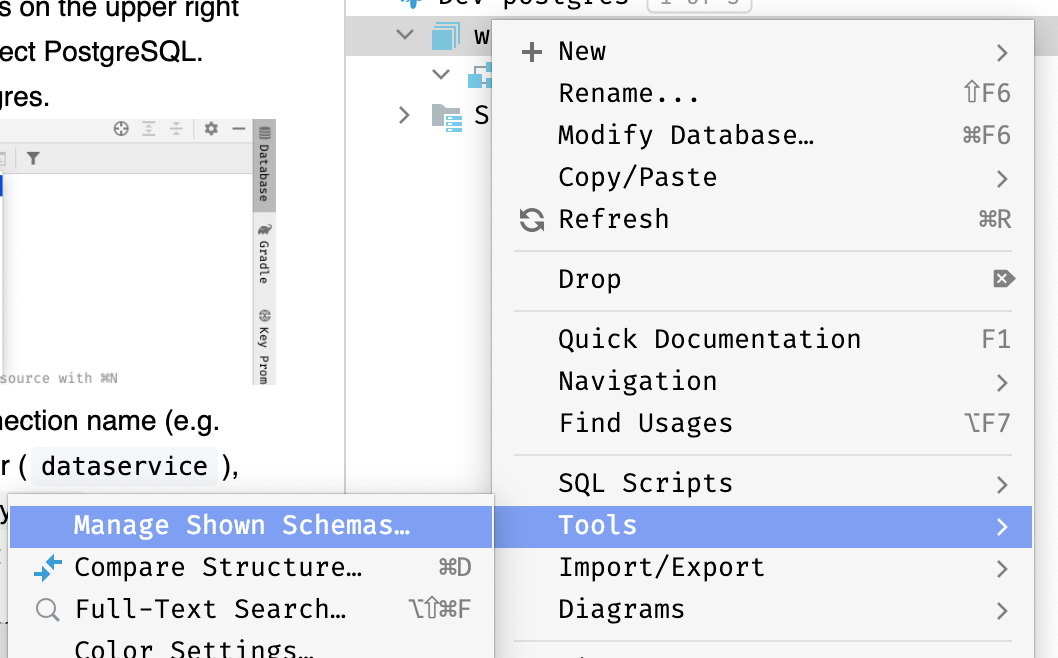 s on the upper right
ect PostgreSQL.
gres.
Database
Gradle
Key Prom
source with ⌘N
nection name (e.g.
r ( dataservice ),
y
Dev postgres 1 of 3
w
S
New
Rename... ⇧F6
Modify Database… ⌘F6
Copy/Paste
Refresh ⌘R
Drop
Quick Documentation F1
Navigation
Find Usages ⌥F7
SQL Scripts
Tools
Import/Export
Diagrams
Manage Shown Schemas…
Compare Structure… ⌘D
Full-Text Search… ⌥⇧⌘F
Color Settings…